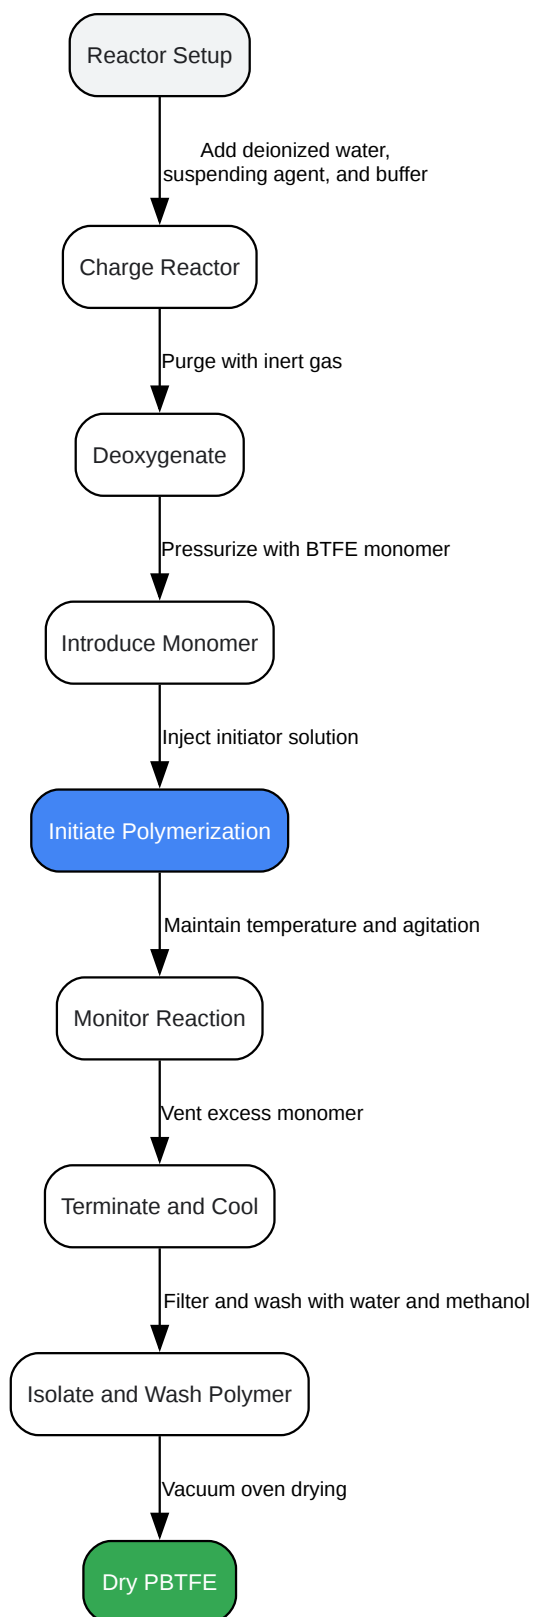 Reactor Setup
Add deionized water,
suspending agent, and buffer
Charge Reactor
Purge with inert gas
Deoxygenate
Pressurize with BTFE monomer
Introduce Monomer
Inject initiator solution
Initiate Polymerization
Maintain temperature and agitation
Monitor Reaction
Vent excess monomer
Terminate and Cool
Filter and wash with water and methanol
Isolate and Wash Polymer
Vacuum oven drying
Dry PBTFE